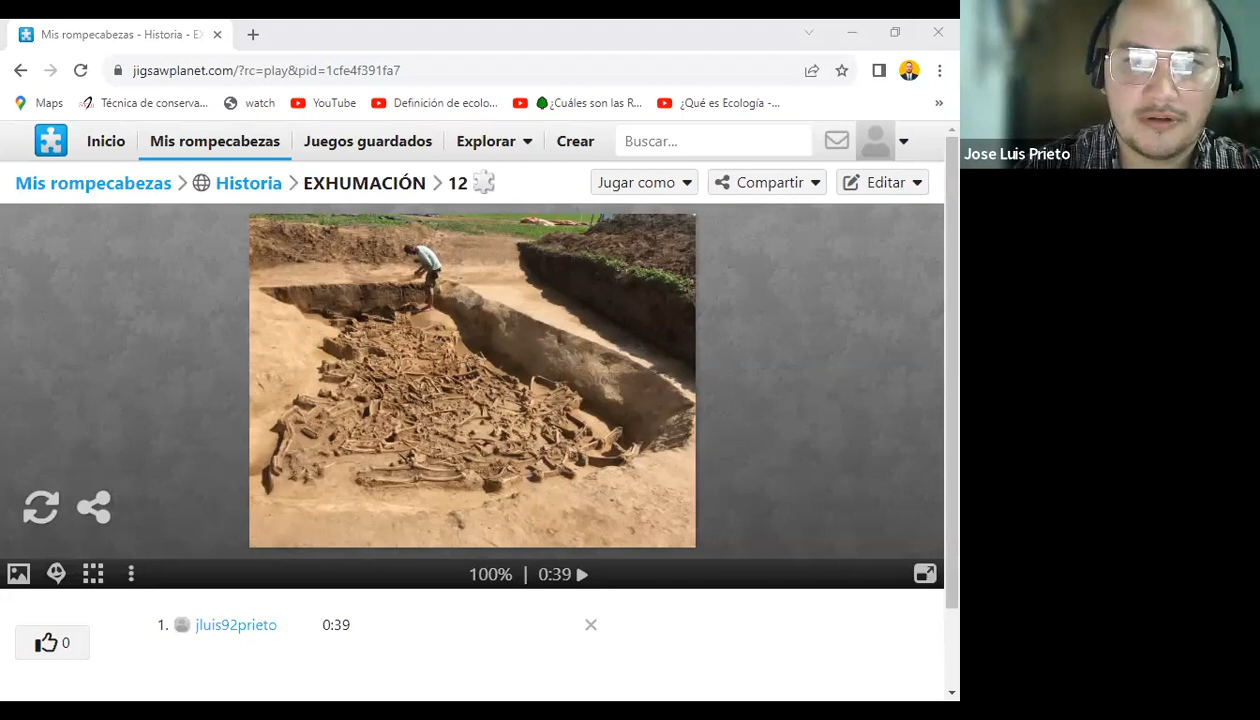 Mis rompecabezas - Historia - EX
jigsawplanet.com/?rc=play&pid=1cfe4f391fa7
Maps Técnica de conserva... watch YouTube Definición de ecolo... ¿Cuáles son las R... ¿Qué es Ecología -... »
Inicio Mis rompecabezas Juegos guardados Explorar Crear Buscar...
Jose Luis Prieto
Mis rompecabezas Historia EXHUMACIÓN 12 Jugar como Compartir Editar
100% | 0:39
1. jluis92prieto 0:39
0